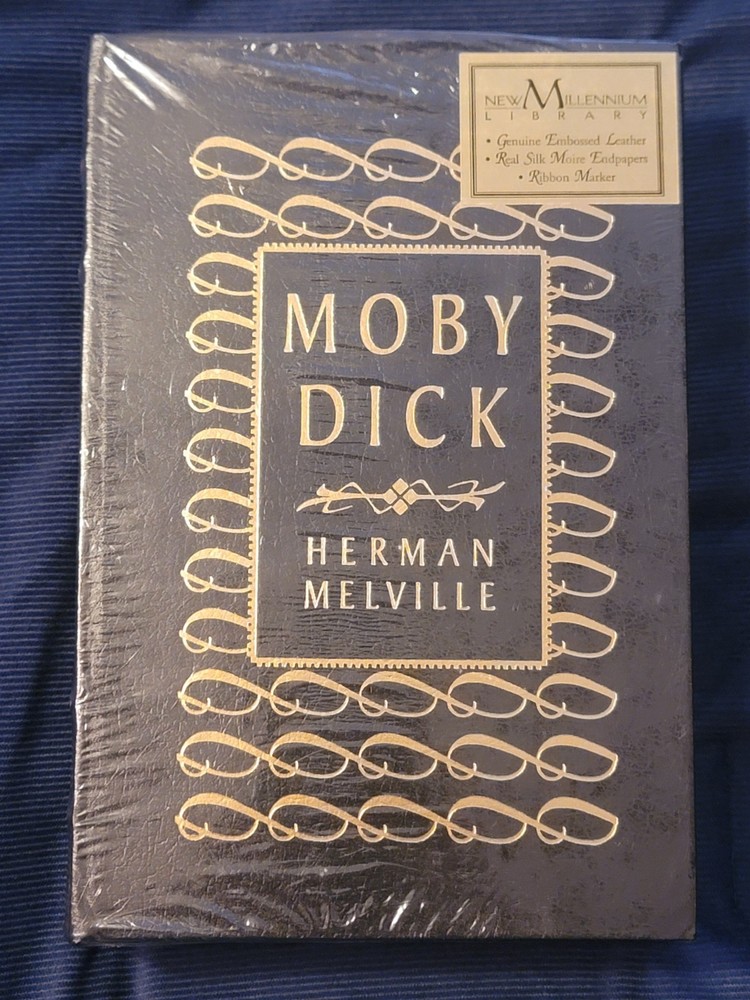 NEW MILLENNIUM
LIBRARY
• Genuine Embossed Leather
• Real Silk Moire Endpapers
• Ribbon Marker
MOBY
DICK
HERMAN
MELVILLE